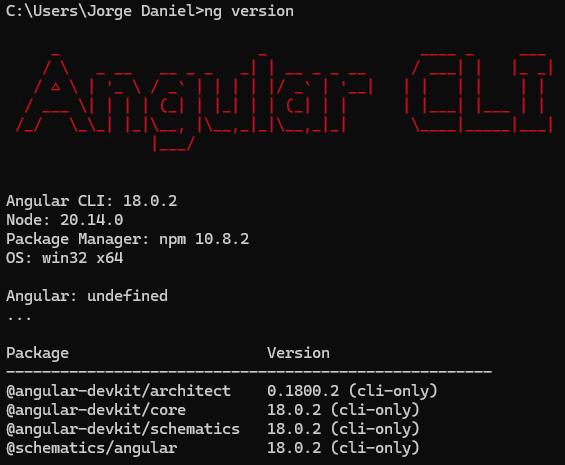 C:\Users\Jorge Daniel>ng version
Angular CLI
Angular CLI: 18.0.2
Node: 20.14.0
Package Manager: npm 10.8.2
OS: win32 x64
Angular: undefined
...
Package Version
------------------------------------------------------
@angular-devkit/architect 0.1800.2 (cli-only)
@angular-devkit/core 18.0.2 (cli-only)
@angular-devkit/schematics 18.0.2 (cli-only)
@schematics/angular 18.0.2 (cli-only)